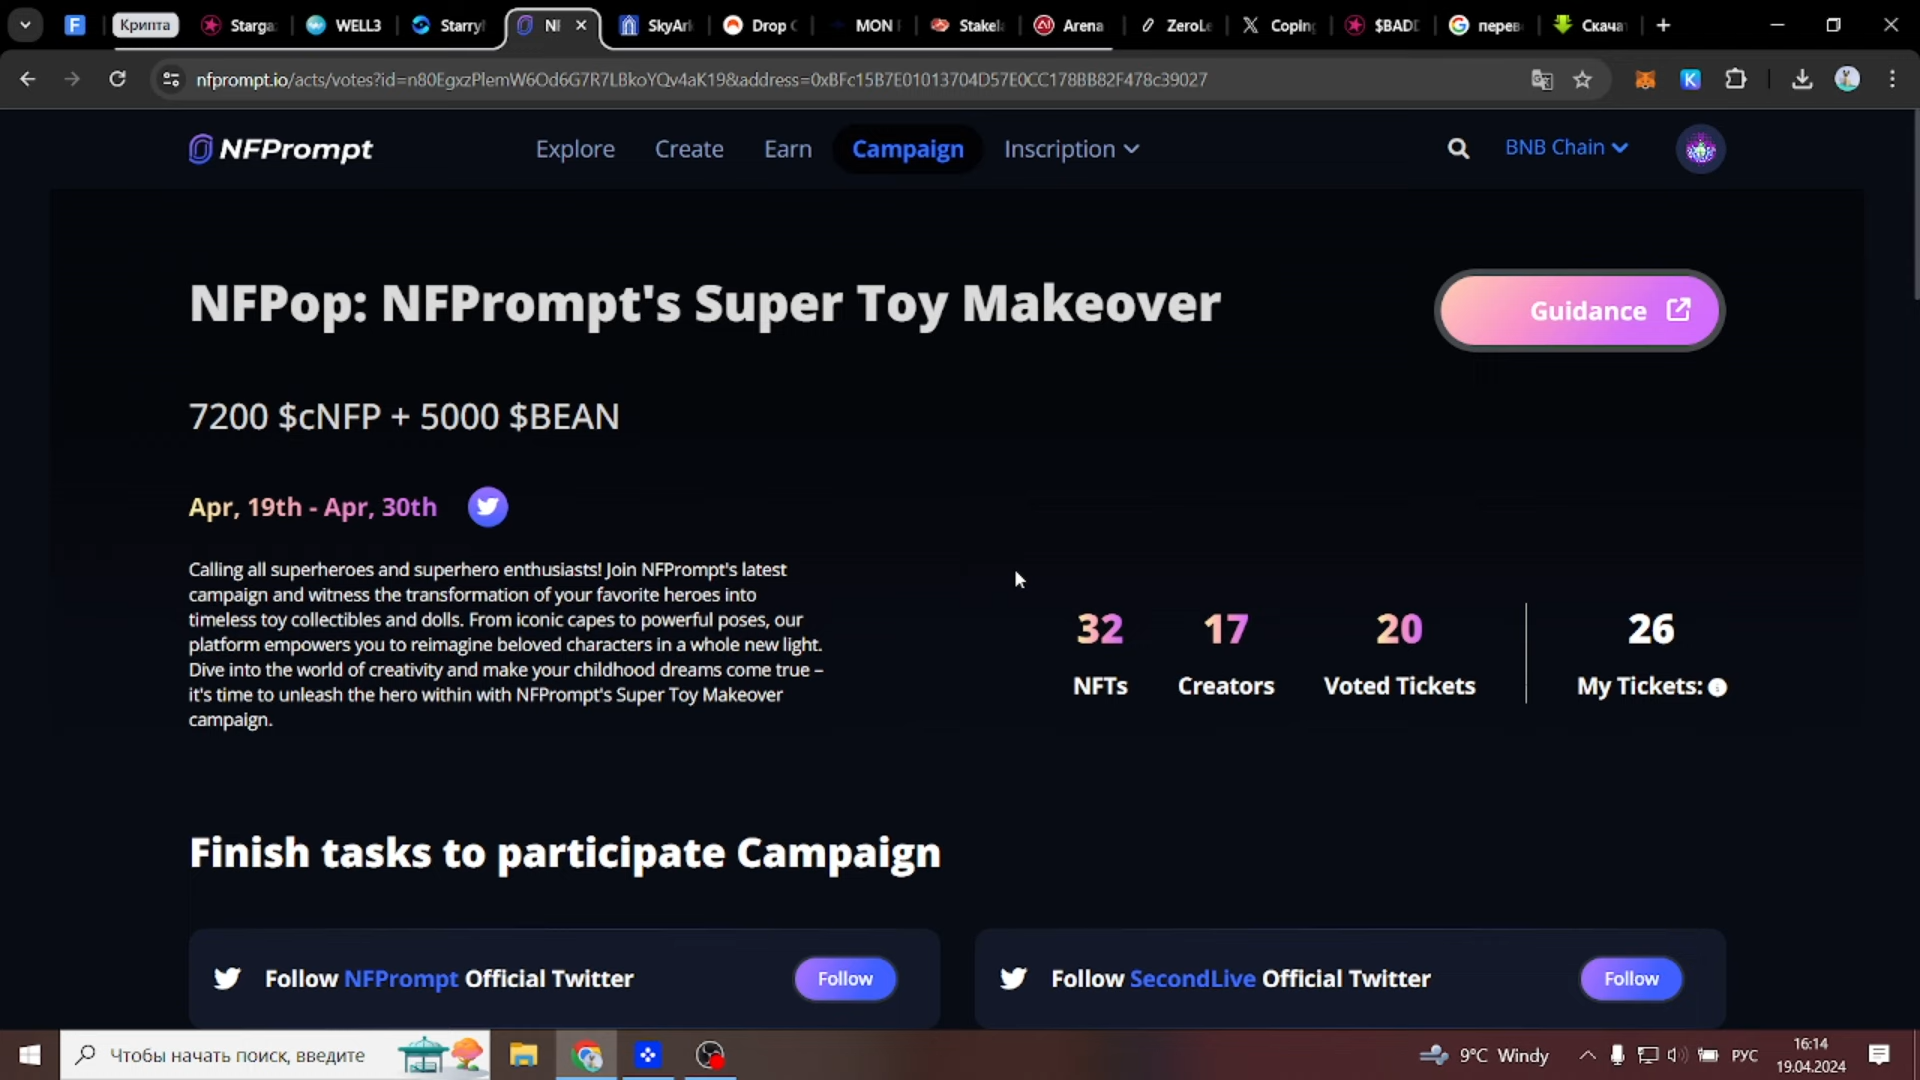 Крипта
Starga
WELL3
Starry
NI
SkyAr
Drop
MON
Stake
Arena
ZeroLe
Coping
$BAD
перев
Скача
nfprompt.io/acts/votes?id=n80EgxzPlemW6Od6G7R7LBkoYQv4aK19&address=0xBFc15B7E01013704D57E0CC178BB82F478c39027
NFPrompt
Explore
Create
Earn
Campaign
Inscription
BNB Chain
NFPop: NFPrompt's Super Toy Makeover
Guidance
7200 $cNFP + 5000 $BEAN
Apr, 19th - Apr, 30th
Calling all superheroes and superhero enthusiasts! Join NFPrompt's latest
campaign and witness the transformation of your favorite heroes into
timeless toy collectibles and dolls. From iconic capes to powerful poses, our
platform empowers you to reimagine beloved characters in a whole new light.
Dive into the world of creativity and make your childhood dreams come true –
it's time to unleash the hero within with NFPrompt's Super Toy Makeover
campaign.
32
17
20
26
NFTs
Creators
Voted Tickets
My Tickets:
Finish tasks to participate Campaign
Follow NFPrompt Official Twitter
Follow
Follow SecondLive Official Twitter
Follow
Чтобы начать поиск, введите
9°C Windy
РУС
16:14
19.04.2024